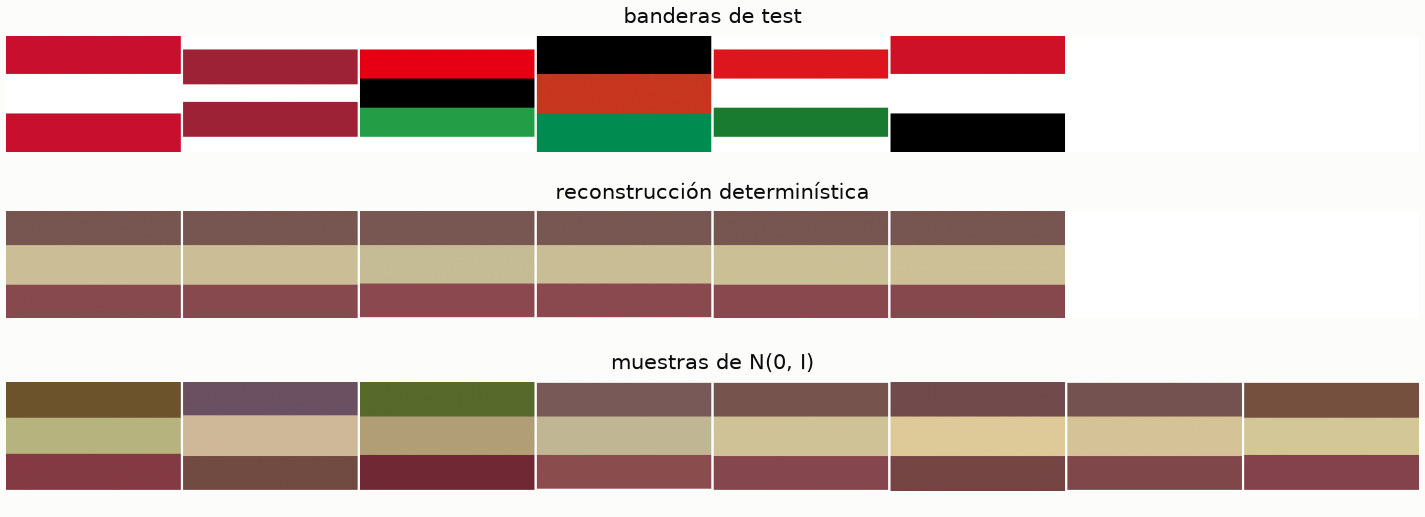 banderas de test
reconstrucción determinística
muestras de N(0, I)